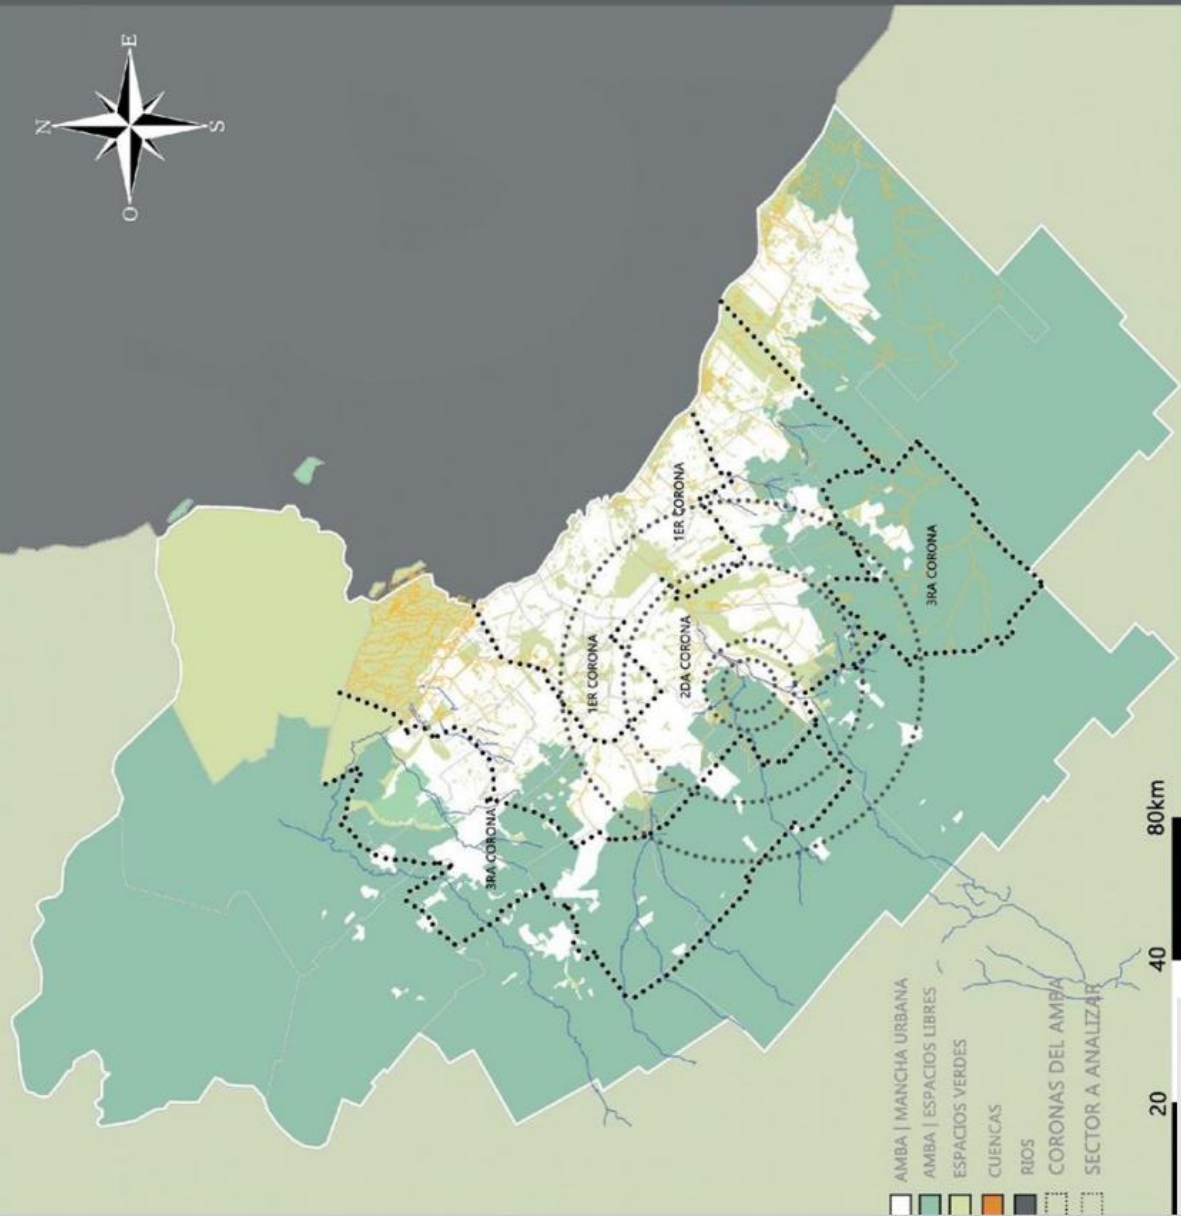 N
E
S
O
1ER CORONA
1ER CORONA
2DA CORONA
3RA CORONA
3RA CORONA
AMBA | MANCHA URBANA
AMBA | ESPACIOS LIBRES
ESPACIOS VERDES
CUENCAS
RIOS
CORONAS DEL AMBA
SECTOR A ANALIZAR
20
40
80km